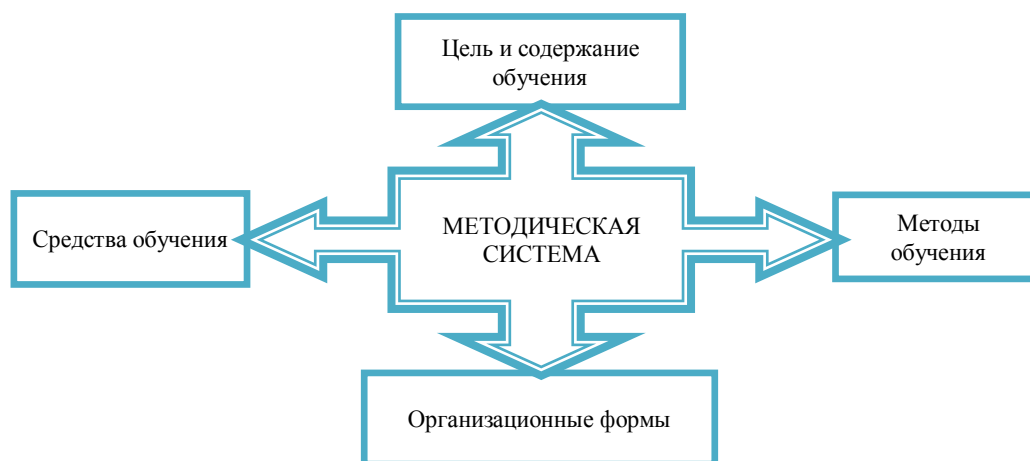 Цель и содержание
обучения
Средства обучения
МЕТОДИЧЕСКАЯ
СИСТЕМА
Методы
обучения
Организационные формы